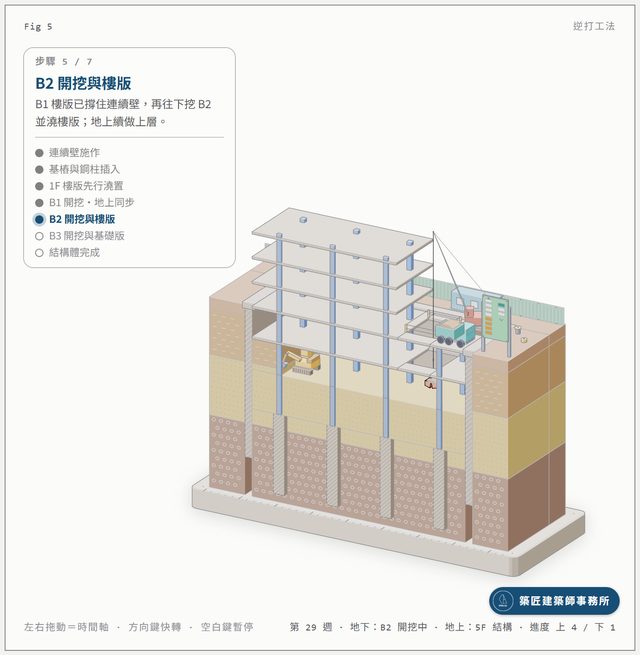 Fig 5
逆打工法
步驟 5 / 7
B2 開挖與樓版
B1 樓版已撐住連續壁，再往下挖 B2
並澆樓版；地上續做上層。
連續壁施作
基樁與鋼柱插入
1F 樓版先行澆置
B1 開挖・地上同步
B2 開挖與樓版
B3 開挖與基礎版
結構體完成
築匠建築師事務所
左右拖動＝時間軸 · 方向鍵快轉 · 空白鍵暫停
第 29 週 · 地下：B2 開挖中 · 地上：5F 結構 · 進度 上 4 / 下 1